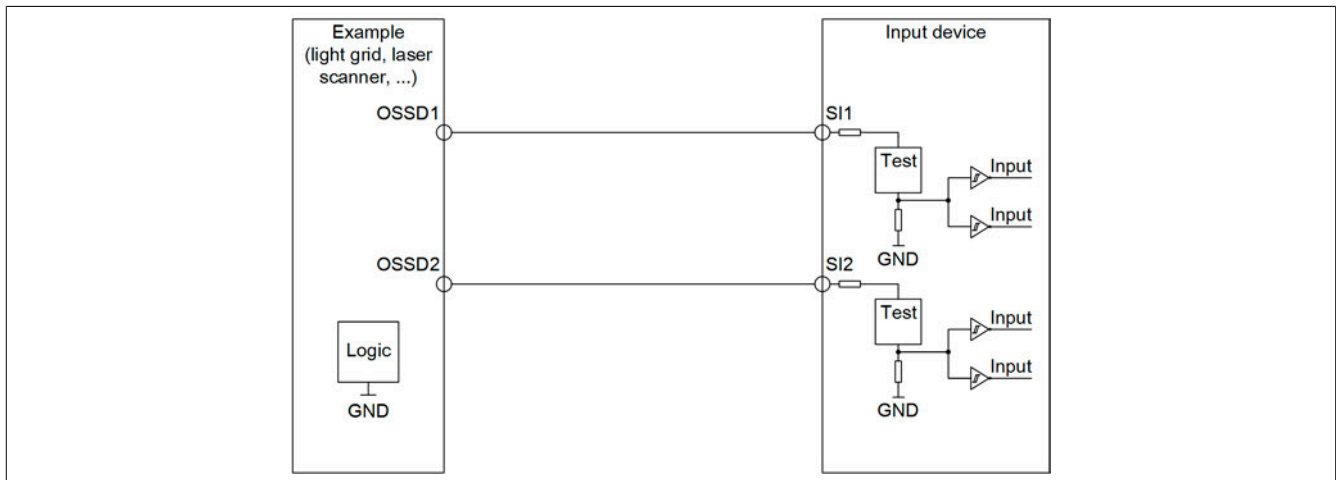 Example
(light grid, laser
scanner, ...)
OSSD1
OSSD2
Logic
GND
Input device
SI1
Test
Input
Input
GND
SI2
Test
Input
Input
GND